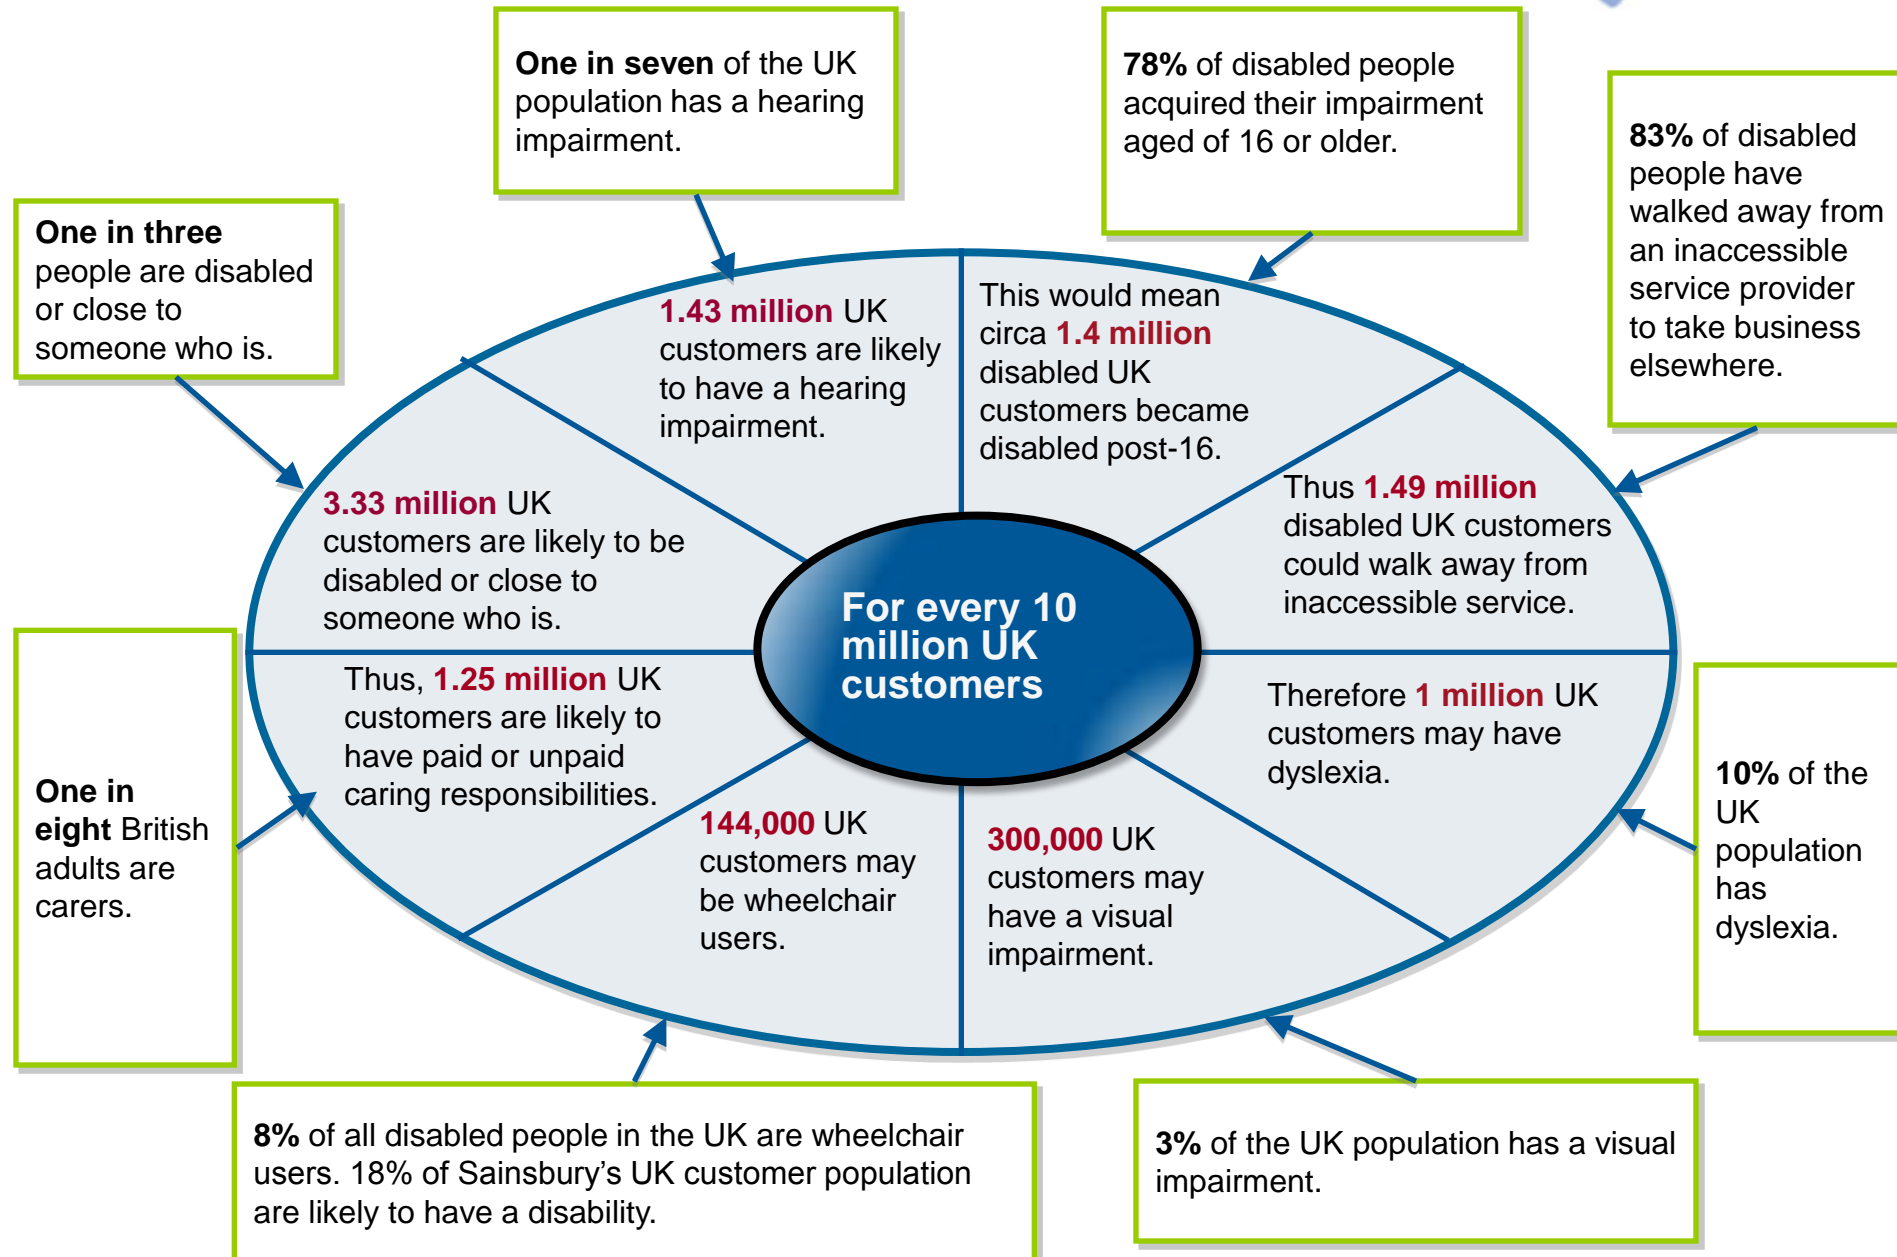 One in seven of the UK
population has a hearing
impairment.
78% of disabled people
acquired their impairment
aged of 16 or older.
83% of disabled
people have
walked away from
an inaccessible
service provider
to take business
elsewhere.
One in three
people are disabled
or close to
someone who is.
1.43 million UK
customers are likely
to have a hearing
impairment.
This would mean
circa 1.4 million
disabled UK
customers became
disabled post-16.
Thus 1.49 million
disabled UK customers
could walk away from
inaccessible service.
3.33 million UK
customers are likely to be
disabled or close to
someone who is.
For every 10
million UK
customers
Thus, 1.25 million UK
customers are likely to
have paid or unpaid
caring responsibilities.
Therefore 1 million UK
customers may have
dyslexia.
One in
eight British
adults are
carers.
144,000 UK
customers may
be wheelchair
users.
300,000 UK
customers may
have a visual
impairment.
10% of the
UK
population
has
dyslexia.
8% of all disabled people in the UK are wheelchair
users. 18% of Sainsbury’s UK customer population
are likely to have a disability.
3% of the UK population has a visual
impairment.